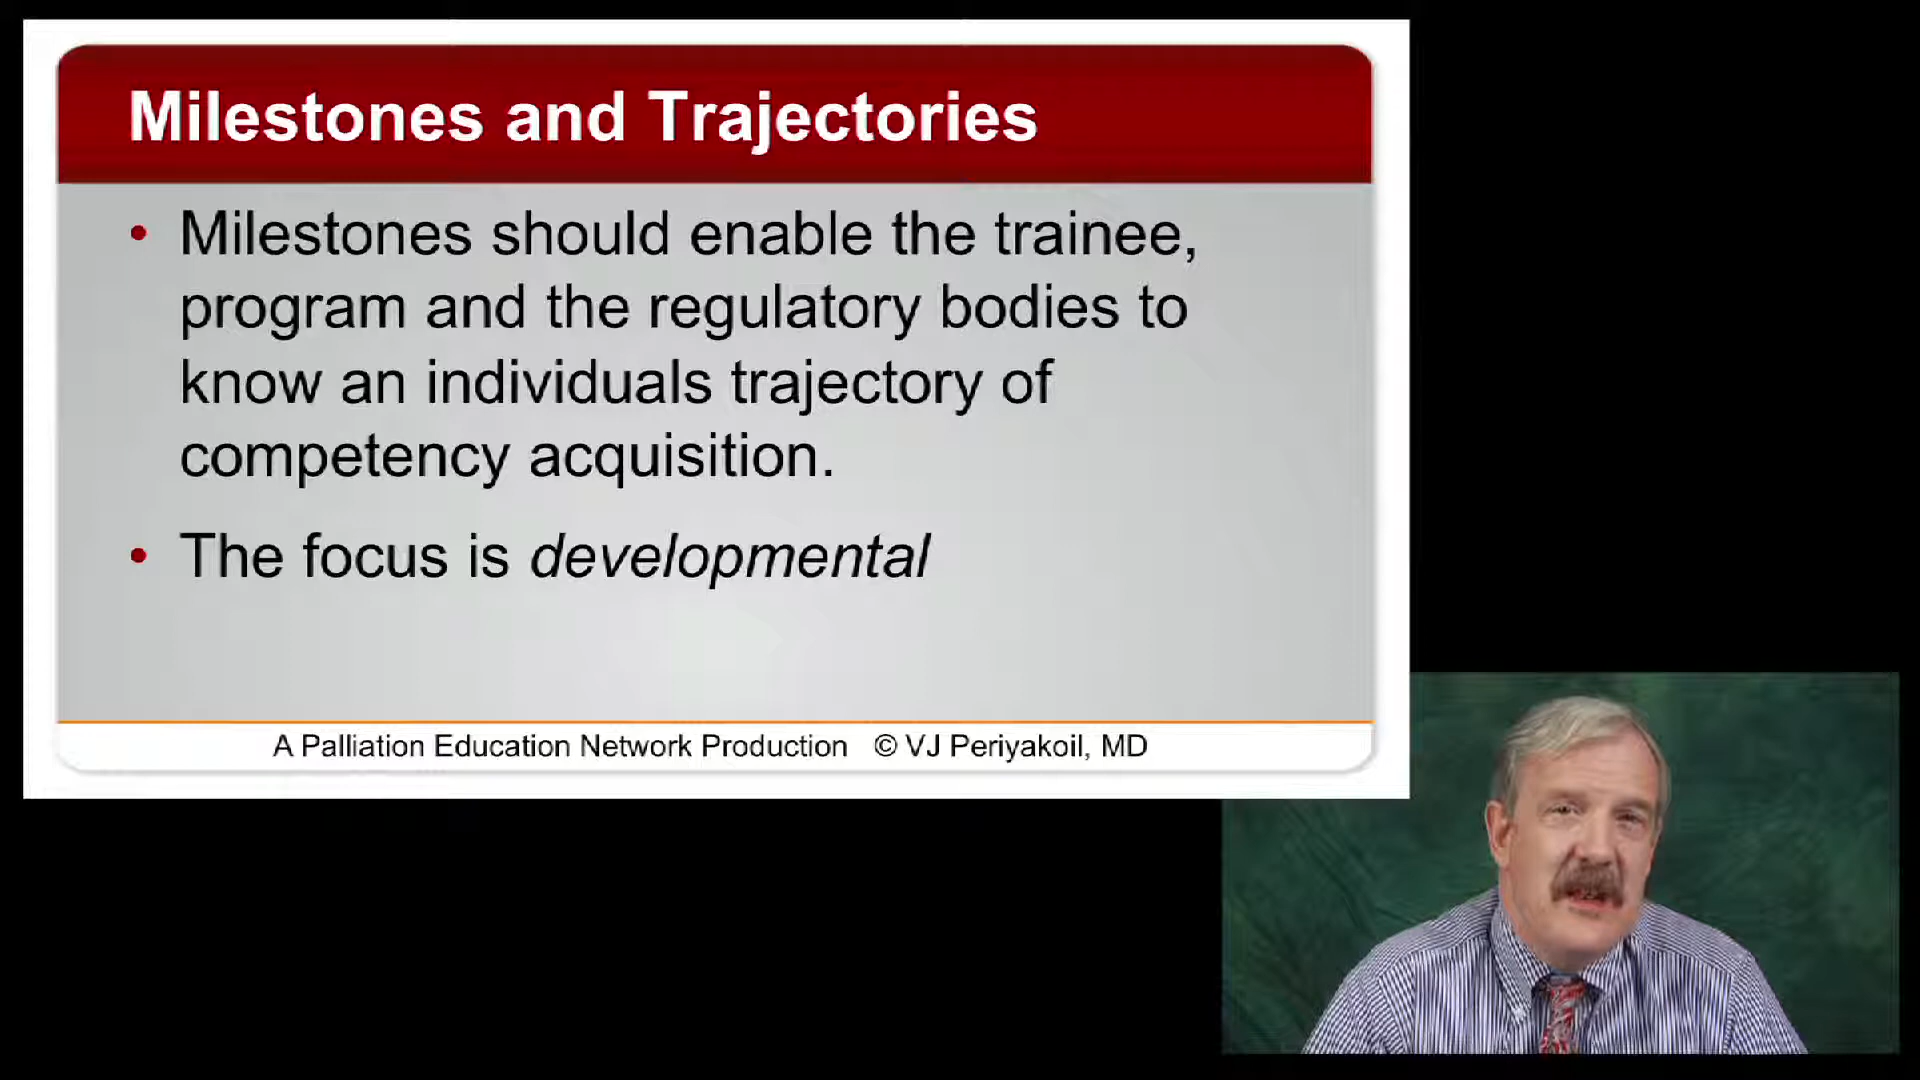 Milestones and Trajectories
• Milestones should enable the trainee,
program and the regulatory bodies to
know an individuals trajectory of
competency acquisition.
• The focus is developmental
A Palliation Education Network Production © VJ Periyakoil, MD